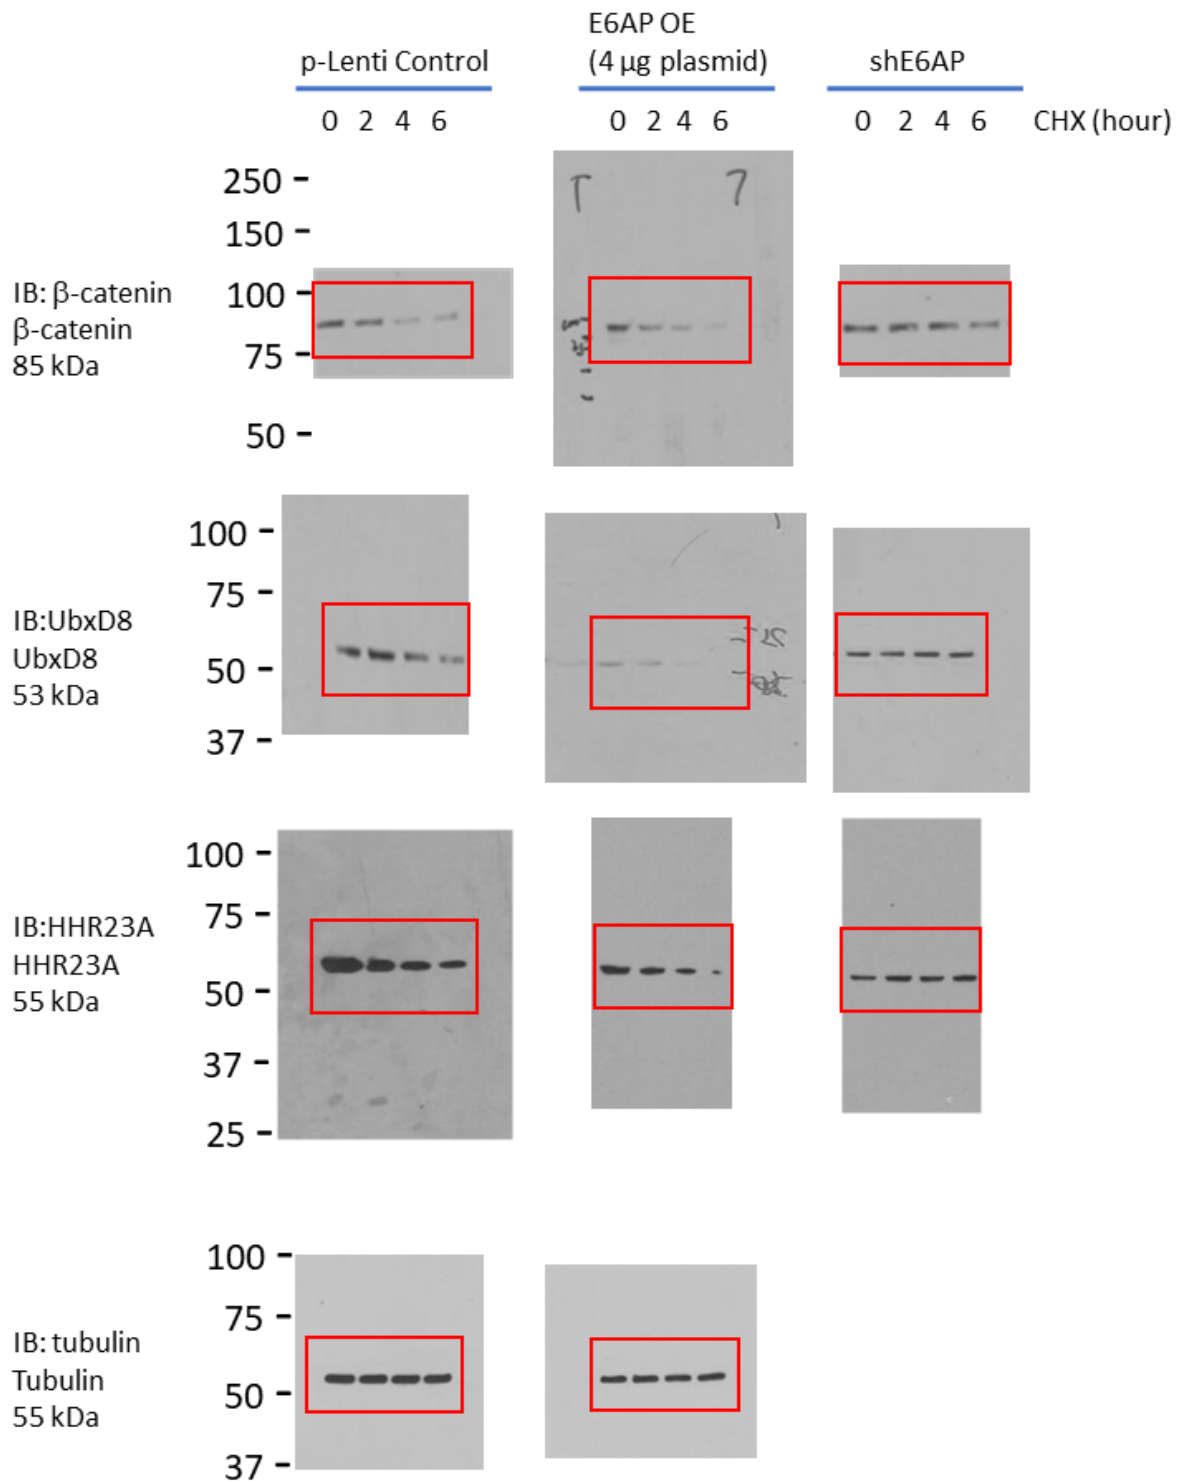 p-Lenti Control
E6AP OE
(4 µg plasmid)
shE6AP
0 2 4 6
0 2 4 6
0 2 4 6
CHX (hour)
250
150
100
75
50
IB: β-catenin
β-catenin
85 kDa
T 7
100
75
50
37
IB:UbxD8
UbxD8
53 kDa
100
75
50
37
25
IB:HHR23A
HHR23A
55 kDa
100
75
50
37
IB: tubulin
Tubulin
55 kDa